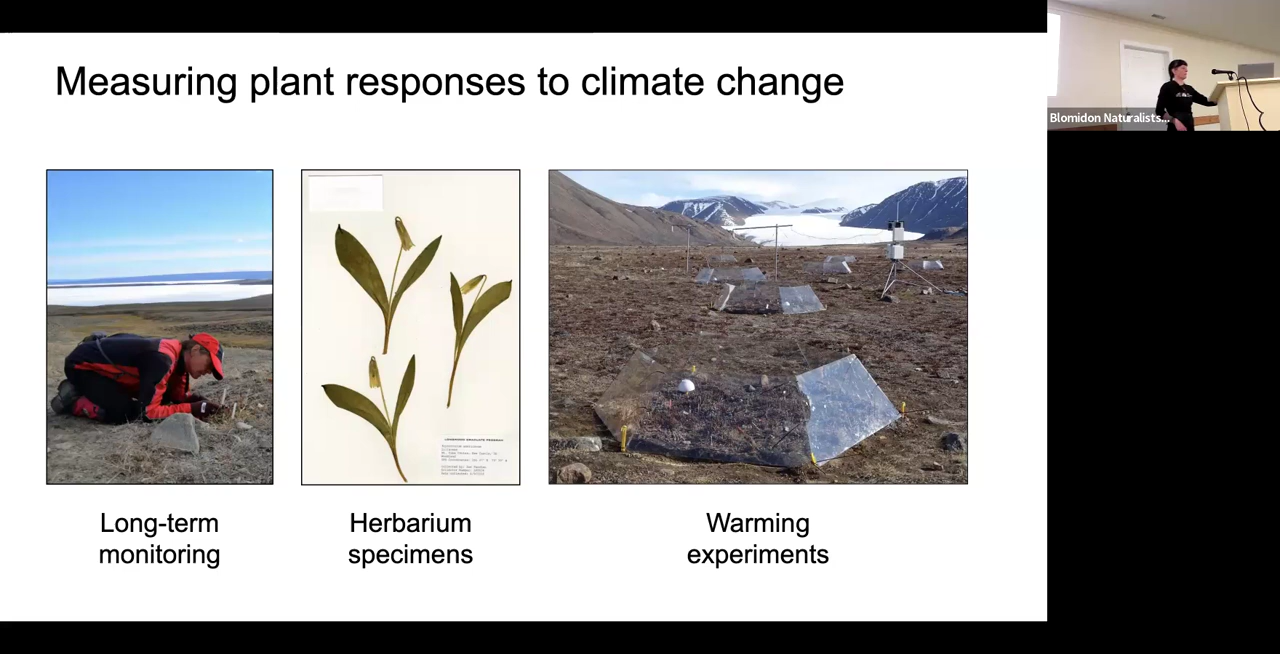 Measuring plant responses to climate change
Blomidon Naturalists...
Long-term
monitoring
Herbarium
specimens
Warming
experiments